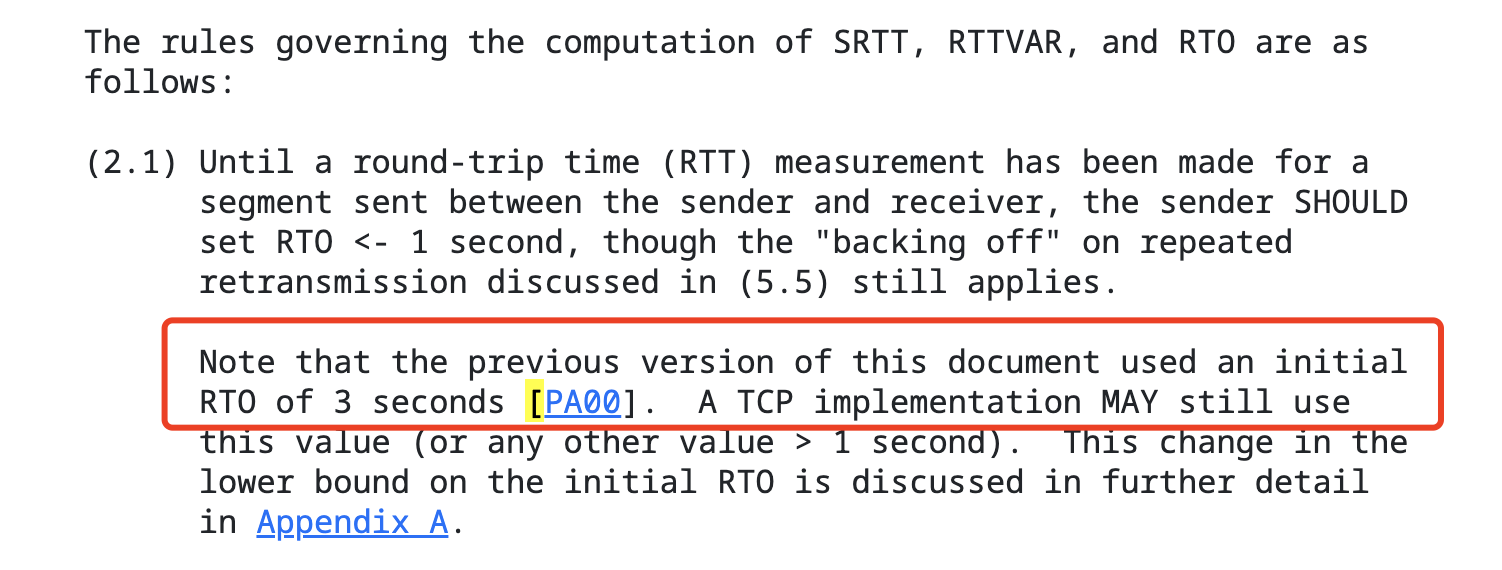 The rules governing the computation of SRTT, RTTVAR, and RTO are as
follows:
(2.1) Until a round-trip time (RTT) measurement has been made for a
segment sent between the sender and receiver, the sender SHOULD
set RTO <- 1 second, though the "backing off" on repeated
retransmission discussed in (5.5) still applies.
Note that the previous version of this document used an initial
RTO of 3 seconds [PA00].  A TCP implementation MAY still use
this value (or any other value > 1 second).  This change in the
lower bound on the initial RTO is discussed in further detail
in Appendix A.